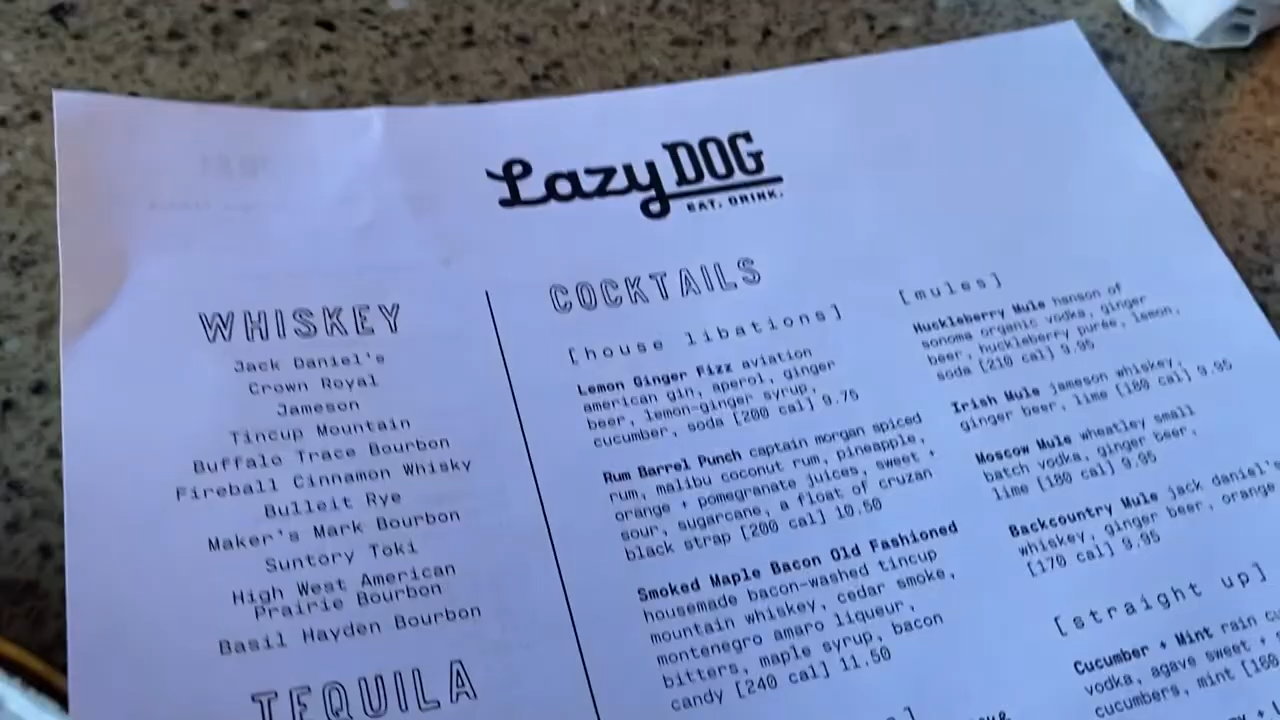 Lazy DOG
EAT. DRINK.
WHISKEY
Jack Daniel's
Crown Royal
Jameson
Tincup Mountain
Buffalo Trace Bourbon
Fireball Cinnamon Whisky
Bulleit Rye
Maker's Mark Bourbon
Suntory Toki
High West American
Prairie Bourbon
Basil Hayden Bourbon
TEQUILA
COCKTAILS
[house libations]
Lemon Ginger Fizz aviation
american gin, aperol, ginger
beer, lemon-ginger syrup,
cucumber, soda [200 cal] 9.75
Rum Barrel Punch captain morgan spiced
rum, malibu coconut rum, pineapple,
orange + pomegranate juices, sweet +
sour, sugarcane, a float of cruzan
black strap [200 cal] 10.50
Smoked Maple Bacon Old Fashioned
housemade bacon-washed tincup
mountain whiskey, cedar smoke,
montenegro amaro liqueur,
bitters, maple syrup, bacon
candy [240 cal] 11.50
[mules]
Huckleberry Mule hanson of
sonoma organic vodka, ginger
beer, huckleberry purée, lemon,
soda [210 cal] 9.95
Irish Mule jameson whiskey,
ginger beer, lime [180 cal] 9.95
Moscow Mule wheatley small
batch vodka, ginger beer,
lime [180 cal] 9.95
Backcountry Mule jack daniel's
whiskey, ginger beer, orange
[170 cal] 9.95
[straight up]
Cucumber + Mint rain
vodka, agave sweet +
cucumbers, mint